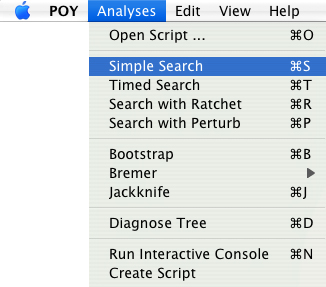 POY Analyses Edit View Help
Open Script ... ⌘O
Simple Search ⌘S
Timed Search ⌘T
Search with Ratchet ⌘R
Search with Perturb ⌘P
Bootstrap ⌘B
Bremer
Jackknife ⌘J
Diagnose Tree ⌘D
Run Interactive Console ⌘N
Create Script